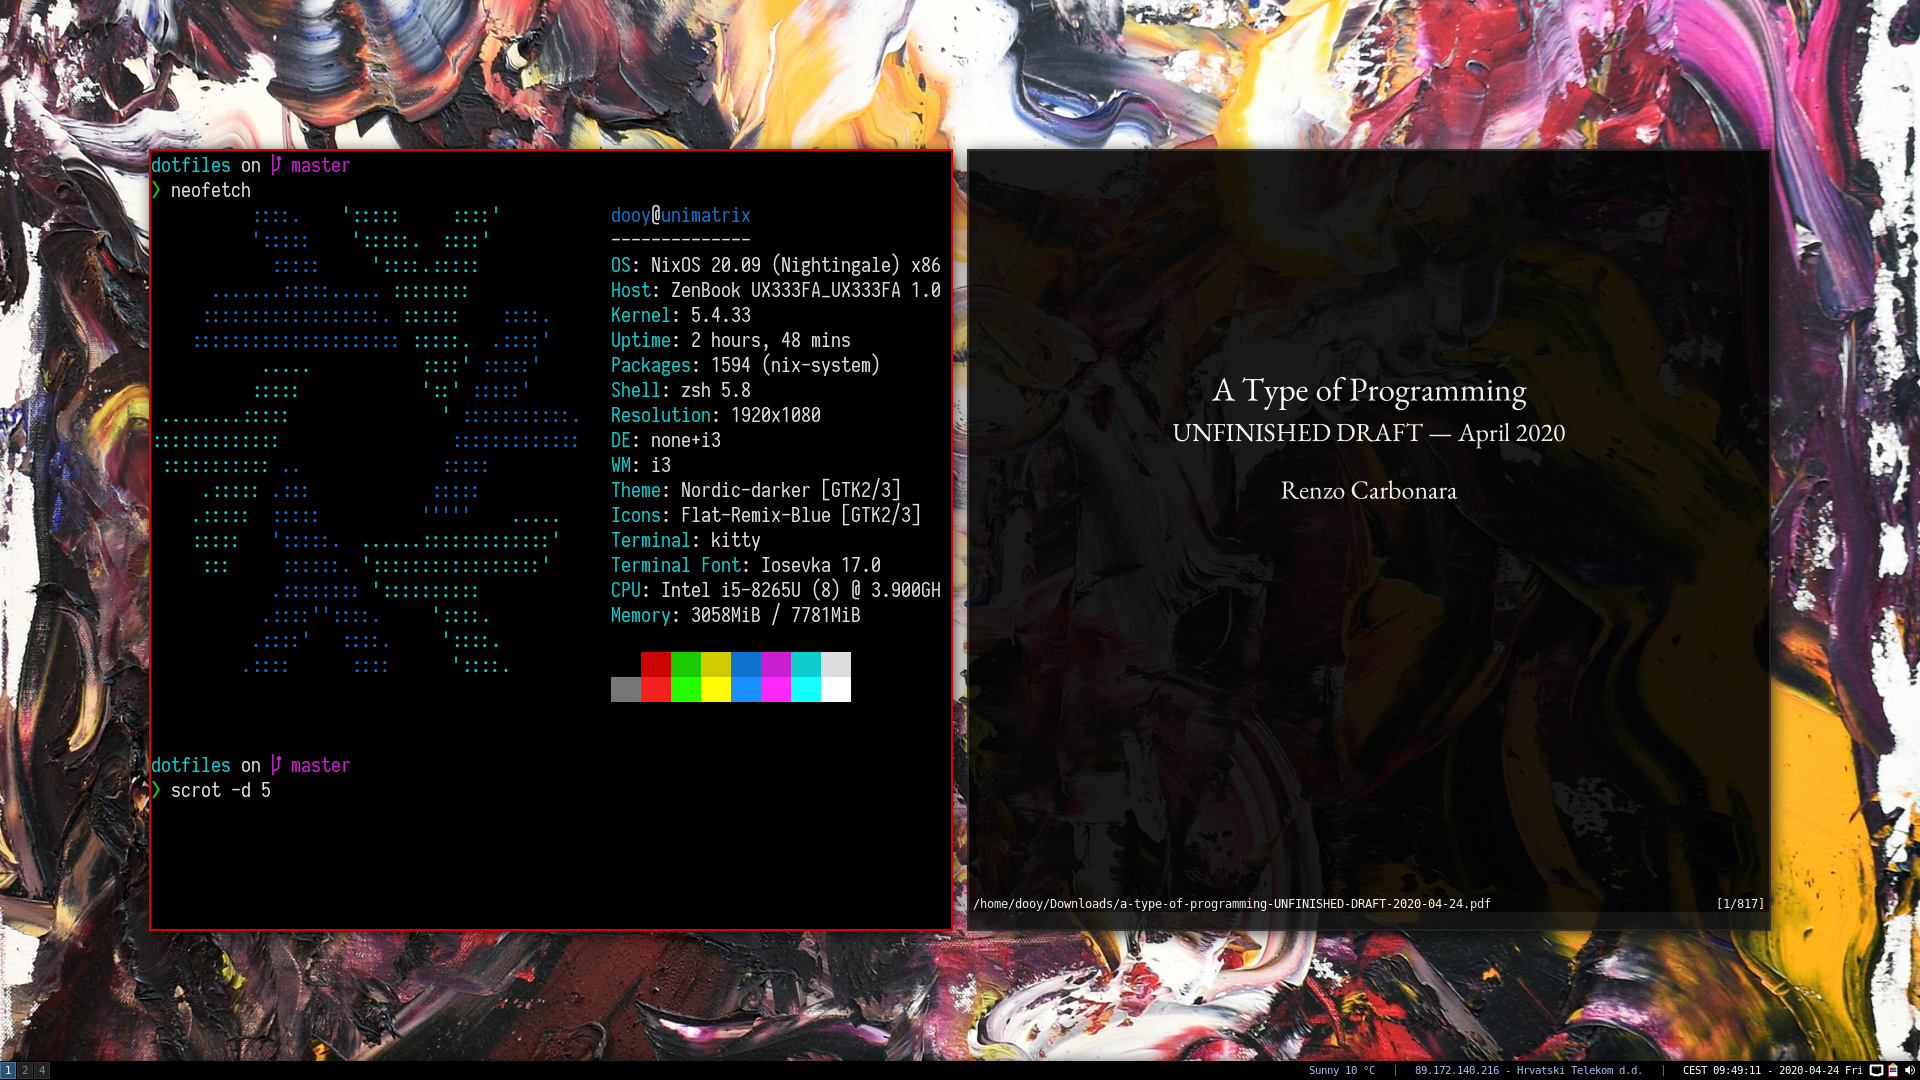 dotfiles on master
❯ neofetch
dooy@unimatrix
--------------
OS: NixOS 20.09 (Nightingale) x86
Host: ZenBook UX333FA_UX333FA 1.0
Kernel: 5.4.33
Uptime: 2 hours, 48 mins
Packages: 1594 (nix-system)
Shell: zsh 5.8
Resolution: 1920x1080
DE: none+i3
WM: i3
Theme: Nordic-darker [GTK2/3]
Icons: Flat-Remix-Blue [GTK2/3]
Terminal: kitty
Terminal Font: Iosevka 17.0
CPU: Intel i5-8265U (8) @ 3.900GH
Memory: 3058MiB / 7781MiB
dotfiles on master
❯ scrot -d 5
A Type of Programming
UNFINISHED DRAFT — April 2020
Renzo Carbonara
/home/dooy/Downloads/a-type-of-programming-UNFINISHED-DRAFT-2020-04-24.pdf [1/817]
1 2 4 Sunny 10 °C | 89.172.140.216 - Hrvatski Telekom d.d. | CEST 09:49:11 - 2020-04-24 Fri